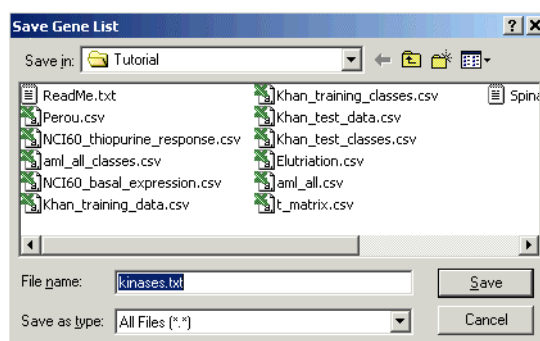 Save Gene List
Save in: Tutorial
ReadMe.txt
Perou.csv
NCI60_thiopurine_response.csv
aml_all_classes.csv
NCI60_basal_expression.csv
Khan_training_data.csv
Khan_training_classes.csv
Khan_test_data.csv
Khan_test_classes.csv
Elutriation.csv
aml_all.csv
t_matrix.csv
File name: kinases.txt Save
Save as type: All Files (*.*) Cancel